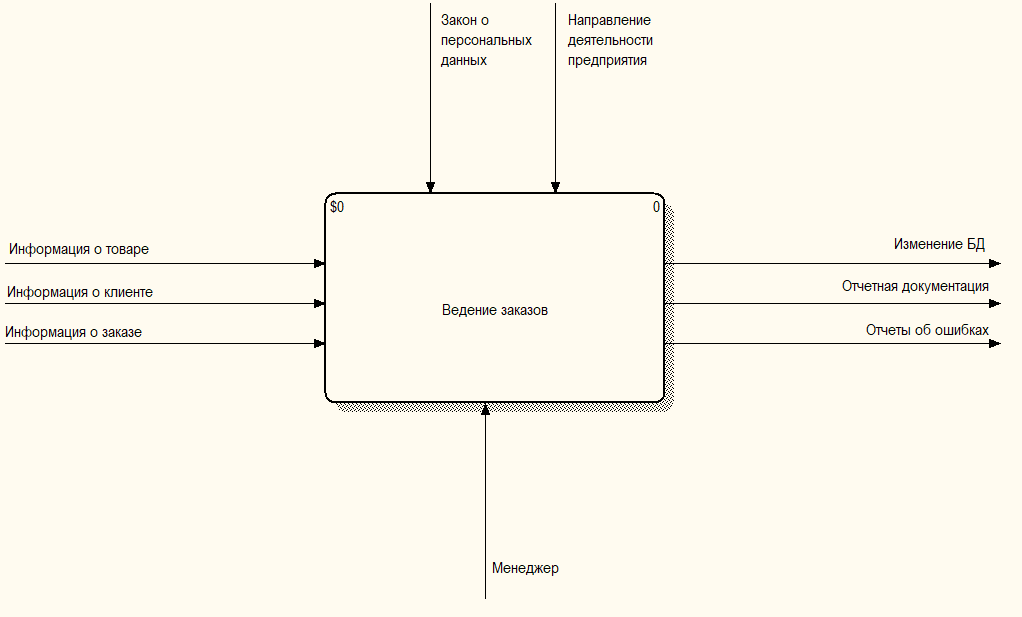 Закон о
персональных
данных
Направление
деятельности
предприятия
$0
0
Информация о товаре
Информация о клиенте
Информация о заказе
Ведение заказов
Изменение БД
Отчетная документация
Отчеты об ошибках
Менеджер